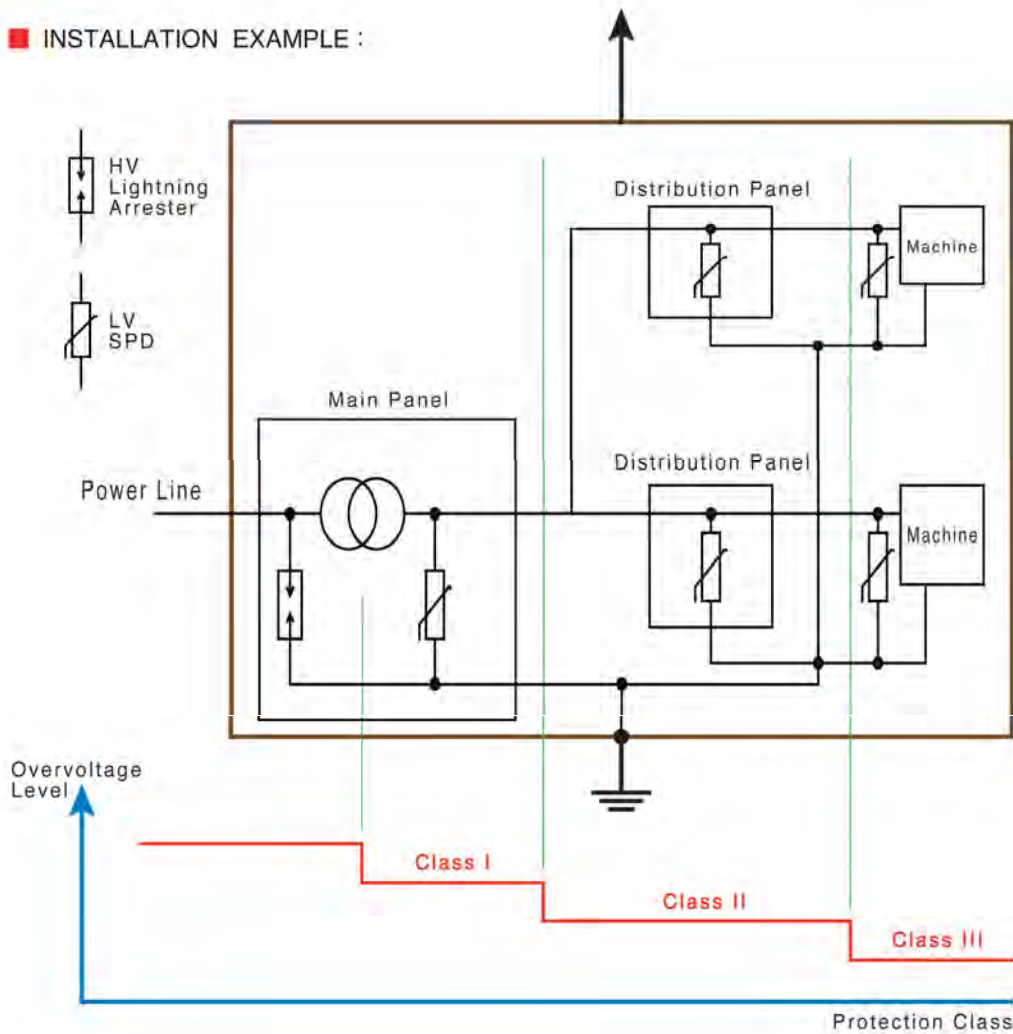 INSTALLATION EXAMPLE :
HV
Lightning
Arrester
LV
SPD
Distribution Panel
Machine
Main Panel
Power Line
Distribution Panel
Machine
Overvoltage
Level
Class I
Class II
Class III
Protection Class